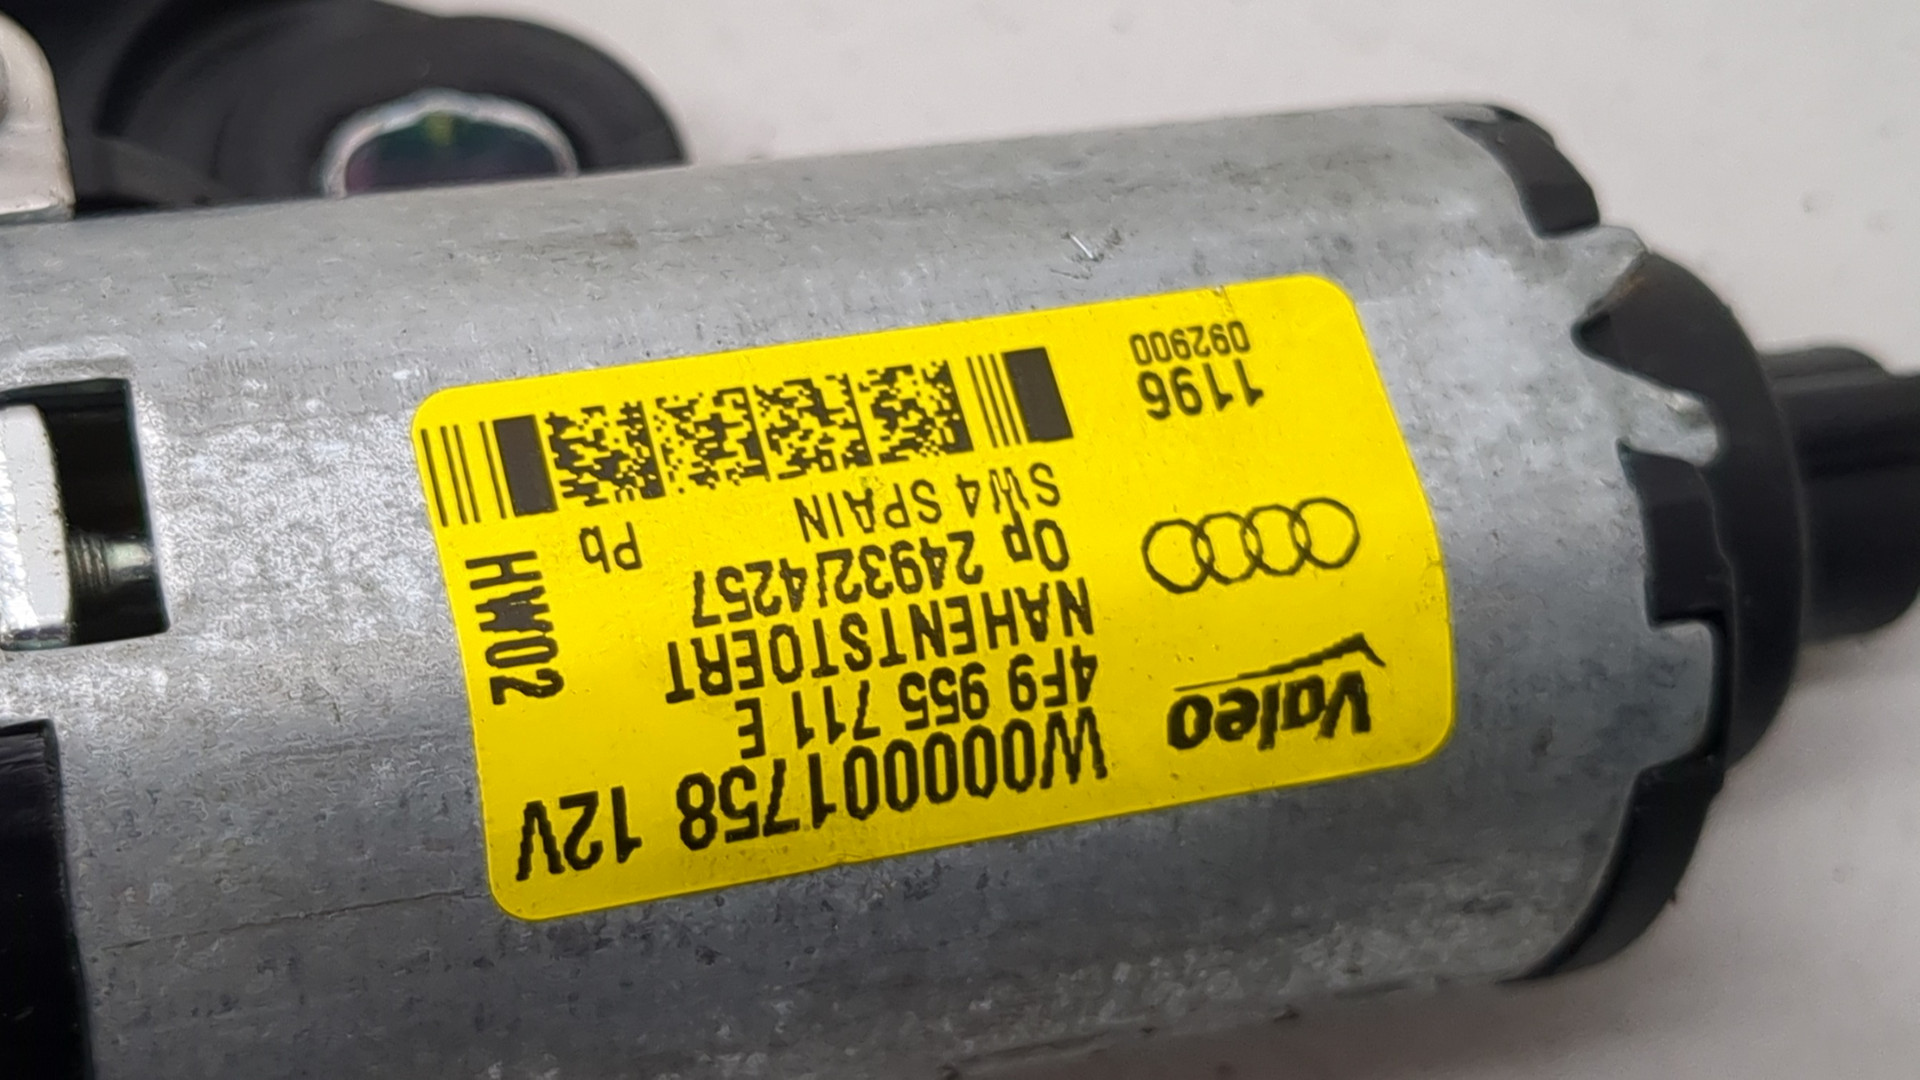 Valeo
W000001758 12V
4F9 955 711 E
NAHENTSTOERT
Op 24932/4257
SW4 SPAIN
Pb
HW02
1196
092900